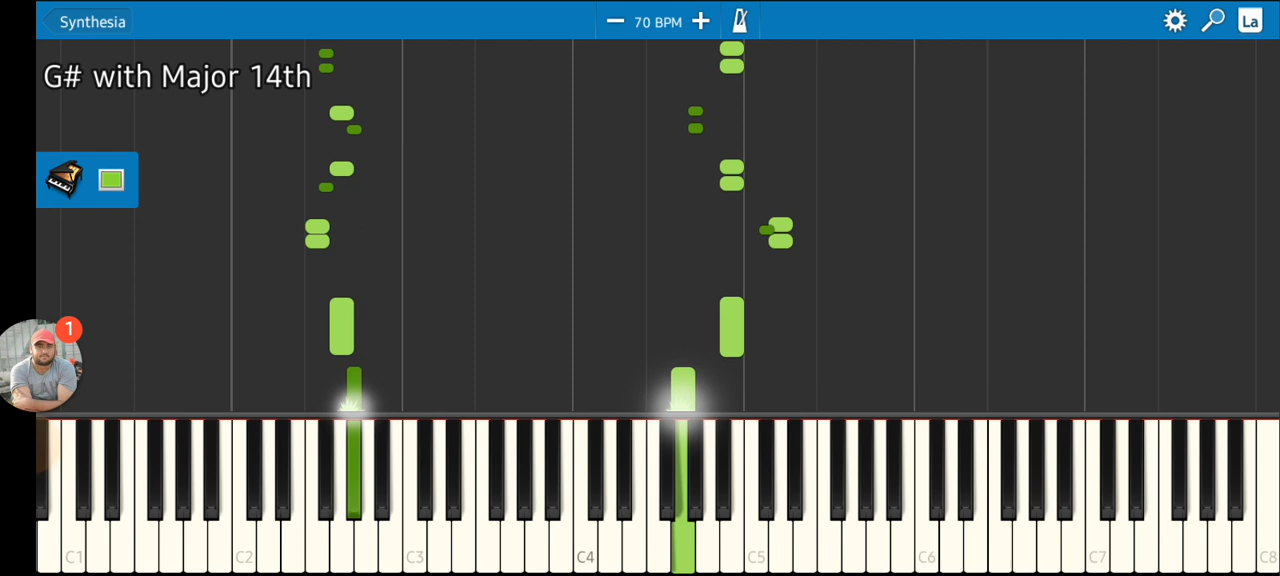 Synthesia
70 BPM
La
G# with Major 14th
1
C1 C2 C3 C4 C5 C6 C7 C8